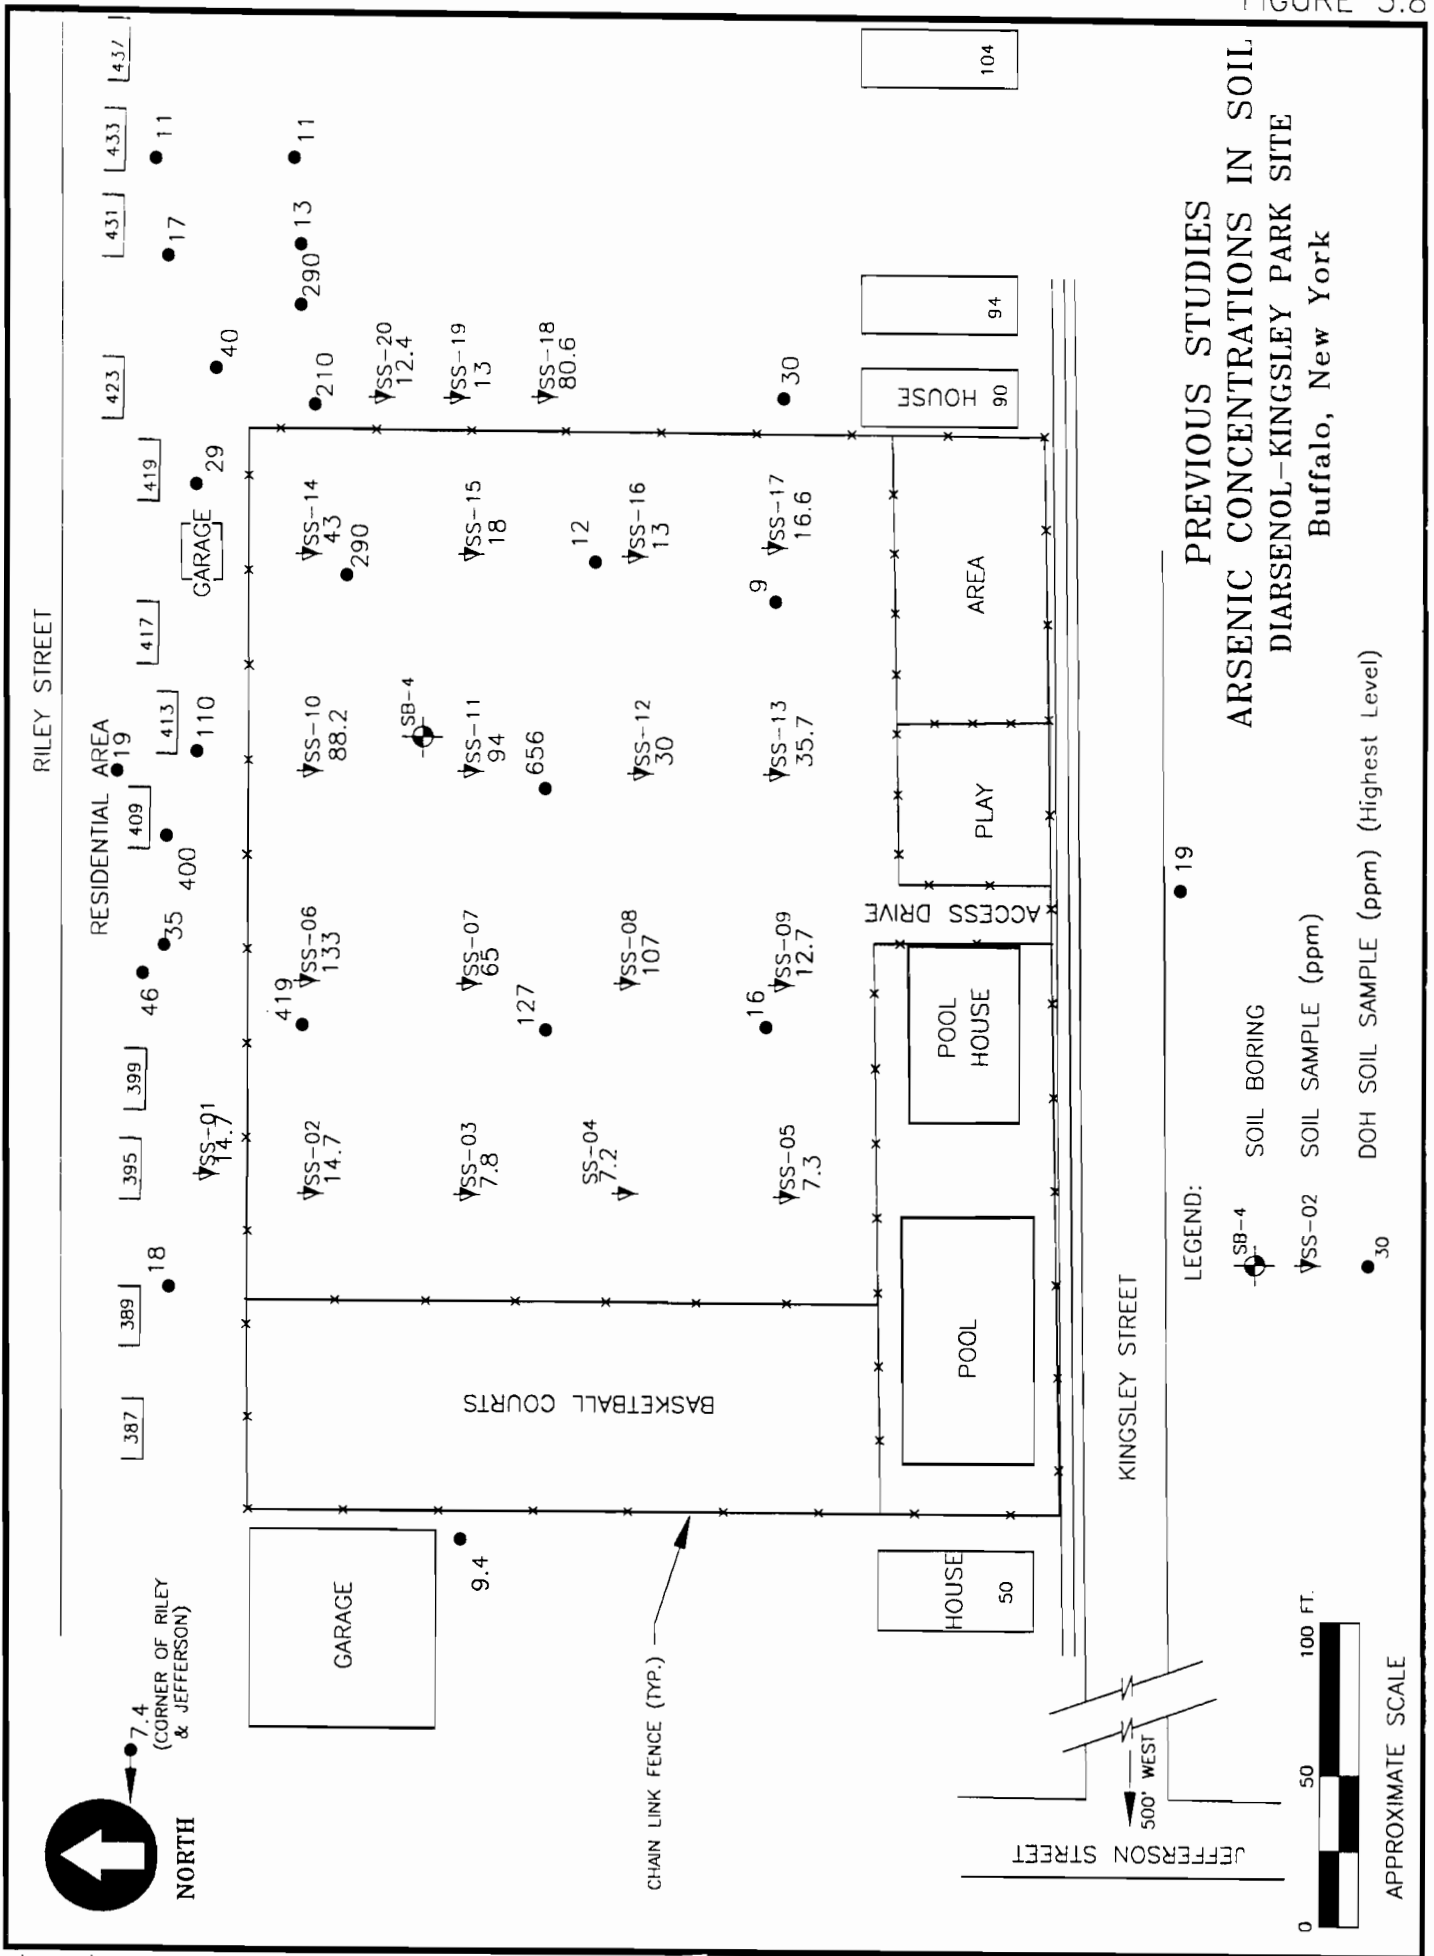 FIGURE 3.8
RILEY STREET
RESIDENTIAL AREA
387
389
395
399
409
413
417
419
423
431
433
437
7.4
(CORNER OF RILEY
& JEFFERSON)
NORTH
18
46
35
400
19
110
29
40
17
11
GARAGE
GARAGE
9.4
SS-01
14.7
SS-02
14.7
SS-03
7.8
SS-04
7.2
SS-05
7.3
419
SS-06
133
SS-07
65
127
SS-08
107
16
SS-09
12.7
SS-10
88.2
SB-4
SS-11
94
656
SS-12
30
SS-13
35.7
SS-14
43
290
SS-15
18
12
SS-16
13
9
SS-17
16.6
210
290
13
11
SS-20
12.4
SS-19
13
SS-18
80.6
30
BASKETBALL COURTS
CHAIN LINK FENCE (TYP.)
HOUSE
50
POOL
POOL
HOUSE
ACCESS DRIVE
PLAY
AREA
HOUSE
90
94
104
KINGSLEY STREET
500' WEST
JEFFERSON STREET
19
PREVIOUS STUDIES
ARSENIC CONCENTRATIONS IN SOIL
DIARSENOL-KINGSLEY PARK SITE
Buffalo, New York
LEGEND:
SB-4 SOIL BORING
SS-02 SOIL SAMPLE (ppm)
30 DOH SOIL SAMPLE (ppm) (Highest Level)
0 50 100 FT.
APPROXIMATE SCALE